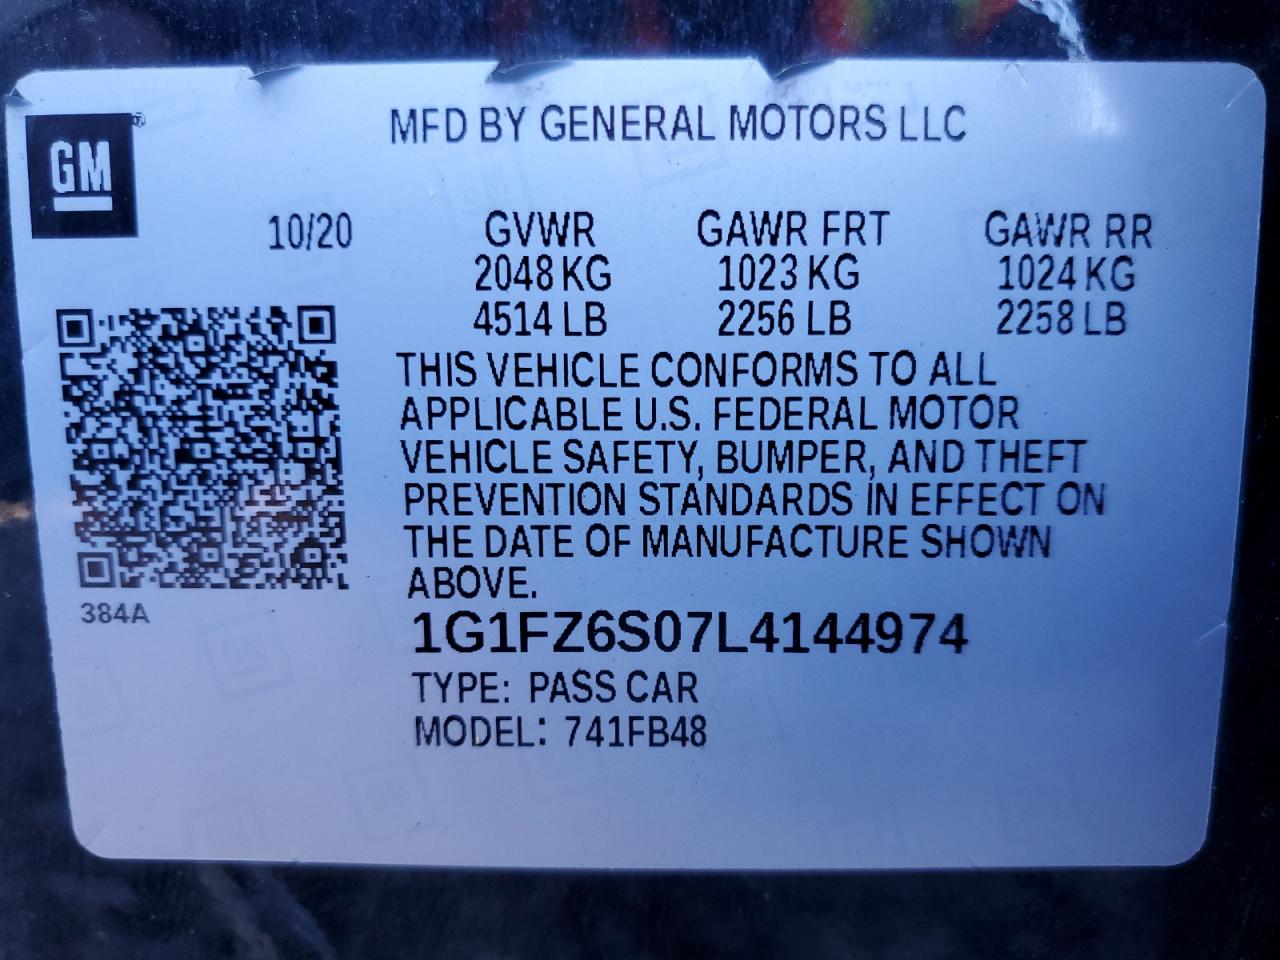 GM®
MFD BY GENERAL MOTORS LLC
10/20
GVWR GAWR FRT GAWR RR
2048 KG 1023 KG 1024 KG
4514 LB 2256 LB 2258 LB
THIS VEHICLE CONFORMS TO ALL
APPLICABLE U.S. FEDERAL MOTOR
VEHICLE SAFETY, BUMPER, AND THEFT
PREVENTION STANDARDS IN EFFECT ON
THE DATE OF MANUFACTURE SHOWN
ABOVE.
384A
1G1FZ6S07L4144974
TYPE: PASS CAR
MODEL: 741FB48